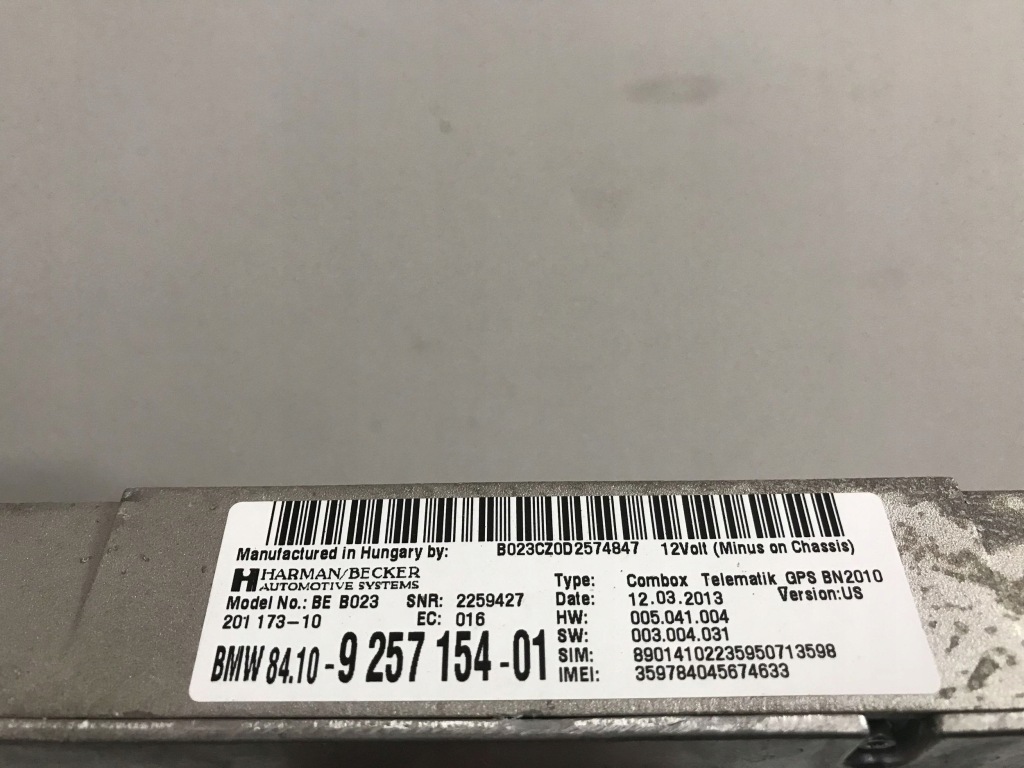 Manufactured in Hungary by: B023CZ0D2574847 12Volt (Minus on Chassis)
HARMAN/BECKER
AUTOMOTIVE SYSTEMS
Type: Combox Telematik GPS BN2010
Model No.: BE B023 SNR: 2259427 Date: 12.03.2013 Version:US
201 173-10 EC: 016 HW: 005.041.004
SW: 003.004.031
BMW 84.10-9 257 154-01 SIM: 89014102235950713598
IMEI: 359784045674633